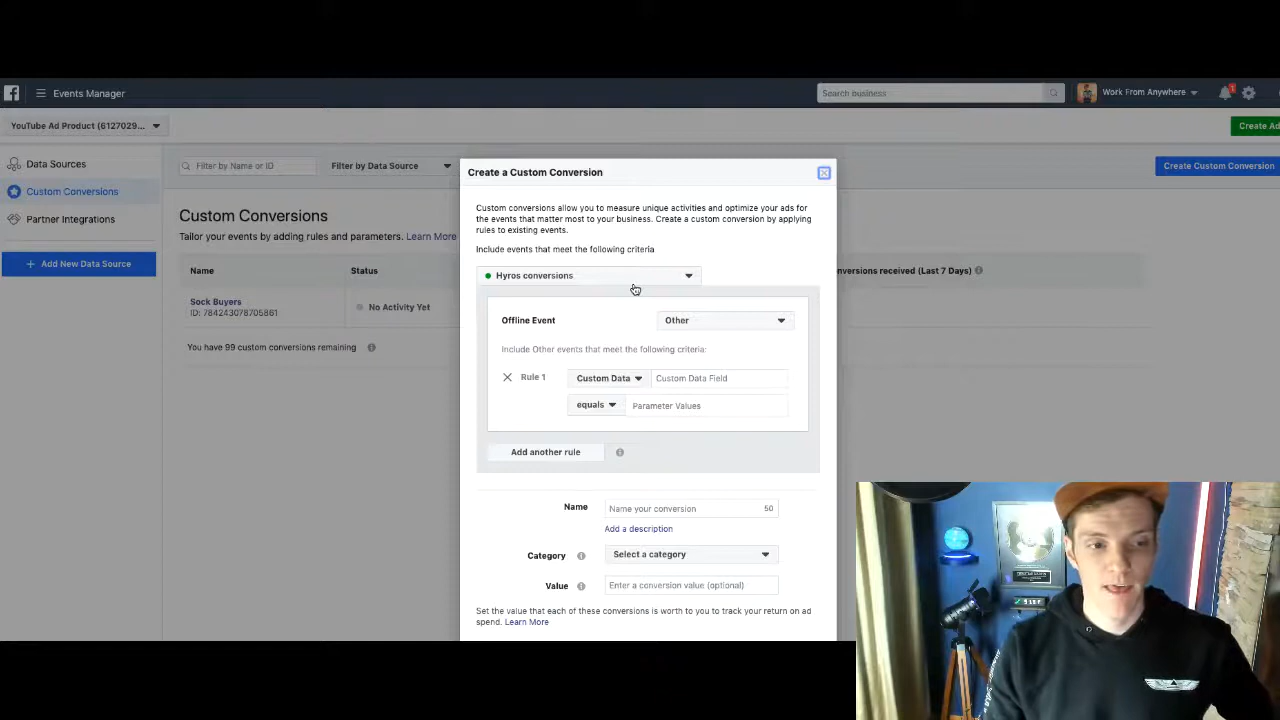 Events Manager
Search business
Work From Anywhere
1
YouTube Ad Product (6127029...
Create Ad
Data Sources
Filter by Name or ID
Filter by Data Source
Create Custom Conversion
Custom Conversions
Partner Integrations
Add New Data Source
Custom Conversions
Tailor your events by adding rules and parameters. Learn More
Name
Status
onversions received (Last 7 Days)
Sock Buyers
ID: 784243078705861
No Activity Yet
You have 99 custom conversions remaining
Create a Custom Conversion
Custom conversions allow you to measure unique activities and optimize your ads for
the events that matter most to your business. Create a custom conversion by applying
rules to existing events.
Include events that meet the following criteria
Hyros conversions
Offline Event
Other
Include Other events that meet the following criteria:
Rule 1
Custom Data
Custom Data Field
equals
Parameter Values
Add another rule
Name
Name your conversion
50
Add a description
Category
Select a category
Value
Enter a conversion value (optional)
Set the value that each of these conversions is worth to you to track your return on ad
spend. Learn More